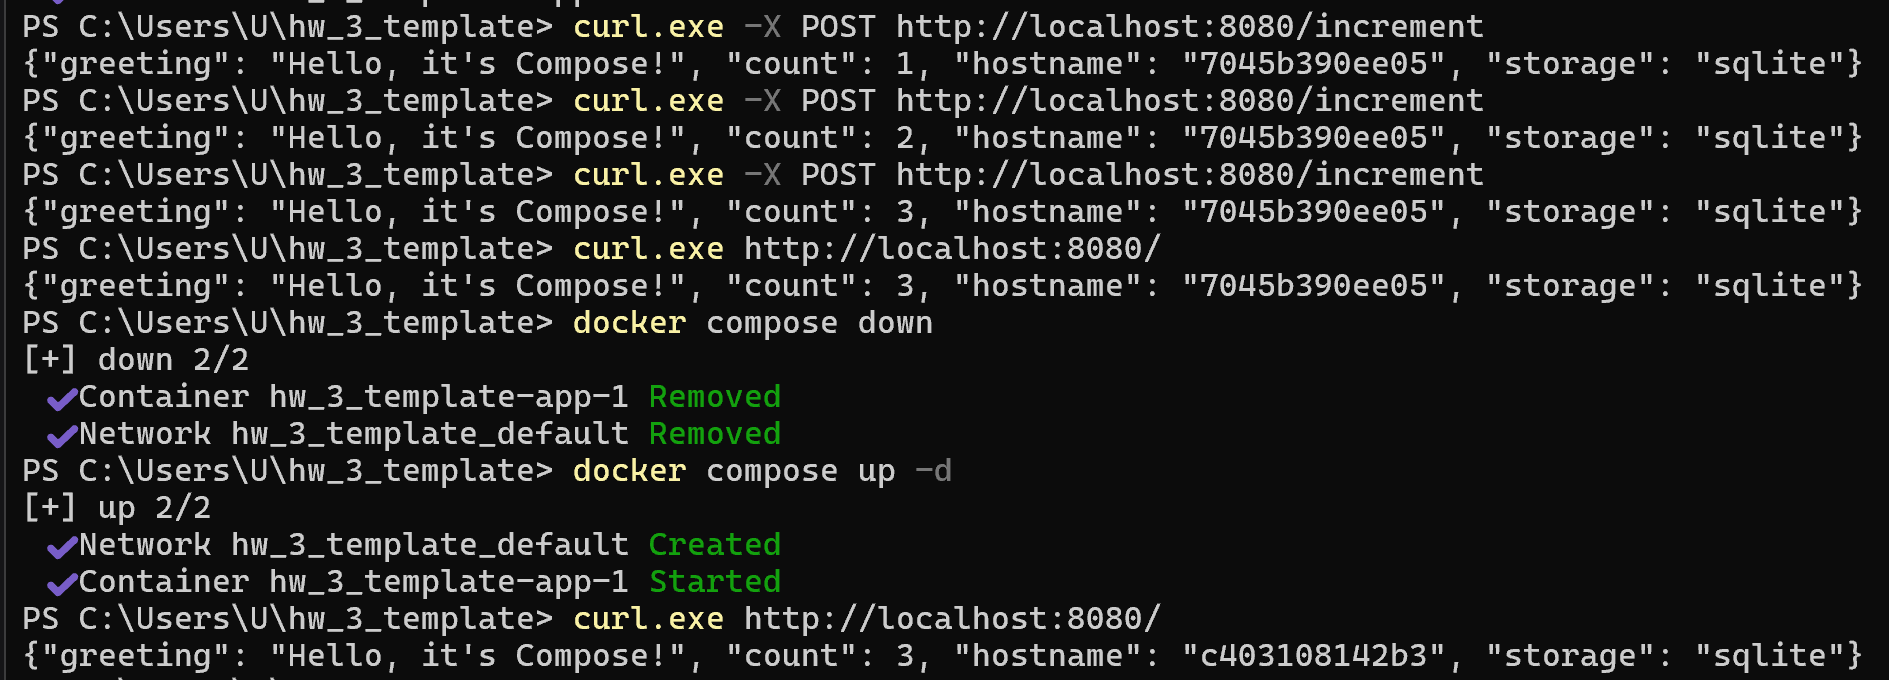 PS C:\Users\U\hw_3_template> curl.exe -X POST http://localhost:8080/increment
{"greeting": "Hello, it's Compose!", "count": 1, "hostname": "7045b390ee05", "storage": "sqlite"}
PS C:\Users\U\hw_3_template> curl.exe -X POST http://localhost:8080/increment
{"greeting": "Hello, it's Compose!", "count": 2, "hostname": "7045b390ee05", "storage": "sqlite"}
PS C:\Users\U\hw_3_template> curl.exe -X POST http://localhost:8080/increment
{"greeting": "Hello, it's Compose!", "count": 3, "hostname": "7045b390ee05", "storage": "sqlite"}
PS C:\Users\U\hw_3_template> curl.exe http://localhost:8080/
{"greeting": "Hello, it's Compose!", "count": 3, "hostname": "7045b390ee05", "storage": "sqlite"}
PS C:\Users\U\hw_3_template> docker compose down
[+] down 2/2
✔Container hw_3_template-app-1 Removed
✔Network hw_3_template_default Removed
PS C:\Users\U\hw_3_template> docker compose up -d
[+] up 2/2
✔Network hw_3_template_default Created
✔Container hw_3_template-app-1 Started
PS C:\Users\U\hw_3_template> curl.exe http://localhost:8080/
{"greeting": "Hello, it's Compose!", "count": 3, "hostname": "c403108142b3", "storage": "sqlite"}